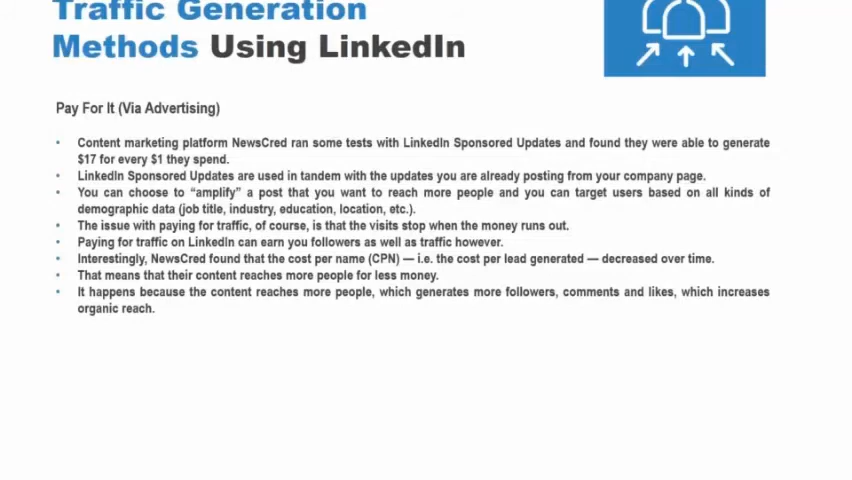 Traffic Generation
Methods Using LinkedIn
Pay For It (Via Advertising)
• Content marketing platform NewsCred ran some tests with LinkedIn Sponsored Updates and found they were able to generate
$17 for every $1 they spend.
• LinkedIn Sponsored Updates are used in tandem with the updates you are already posting from your company page.
• You can choose to “amplify” a post that you want to reach more people and you can target users based on all kinds of
demographic data (job title, industry, education, location, etc.).
• The issue with paying for traffic, of course, is that the visits stop when the money runs out.
• Paying for traffic on LinkedIn can earn you followers as well as traffic however.
• Interestingly, NewsCred found that the cost per name (CPN) — i.e. the cost per lead generated — decreased over time.
• That means that their content reaches more people for less money.
• It happens because the content reaches more people, which generates more followers, comments and likes, which increases
organic reach.